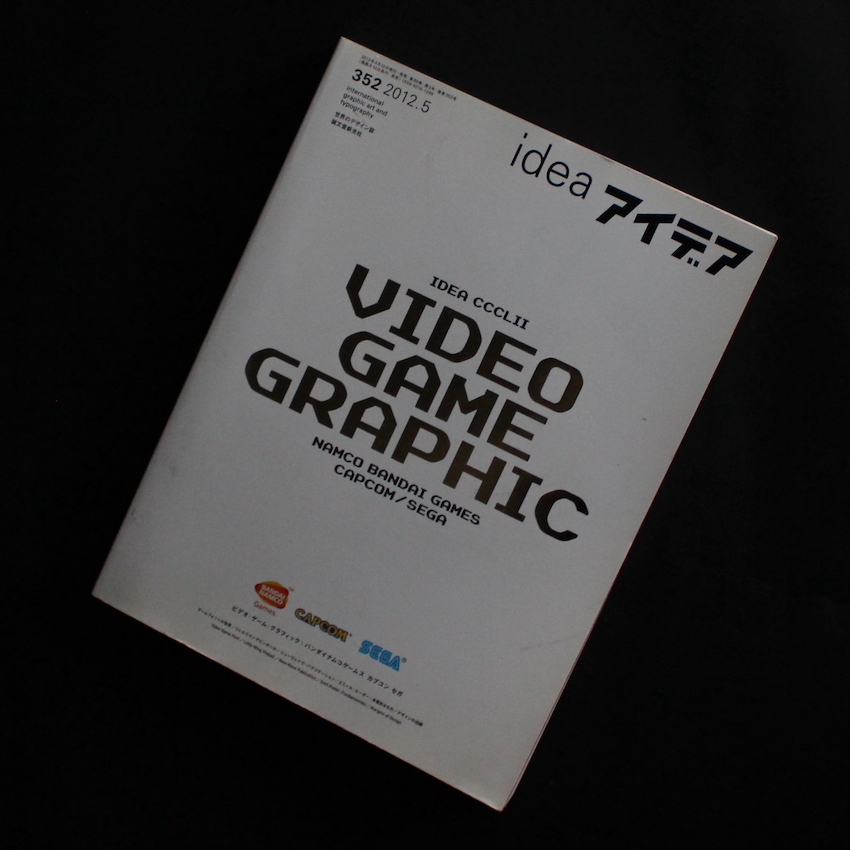 352 2012.5
international
graphic art and
typography
世界のデザイン誌
誠文堂新光社
idea アイデア
IDEA CCCLII
VIDEO
GAME
GRAPHIC
NAMCO BANDAI GAMES
CAPCOM/SEGA
BANDAI
NAMCO
Games
CAPCOM
SEGA
ビデオ・ゲーム・グラフィック:バンダイナムコゲームス カプコン セガ